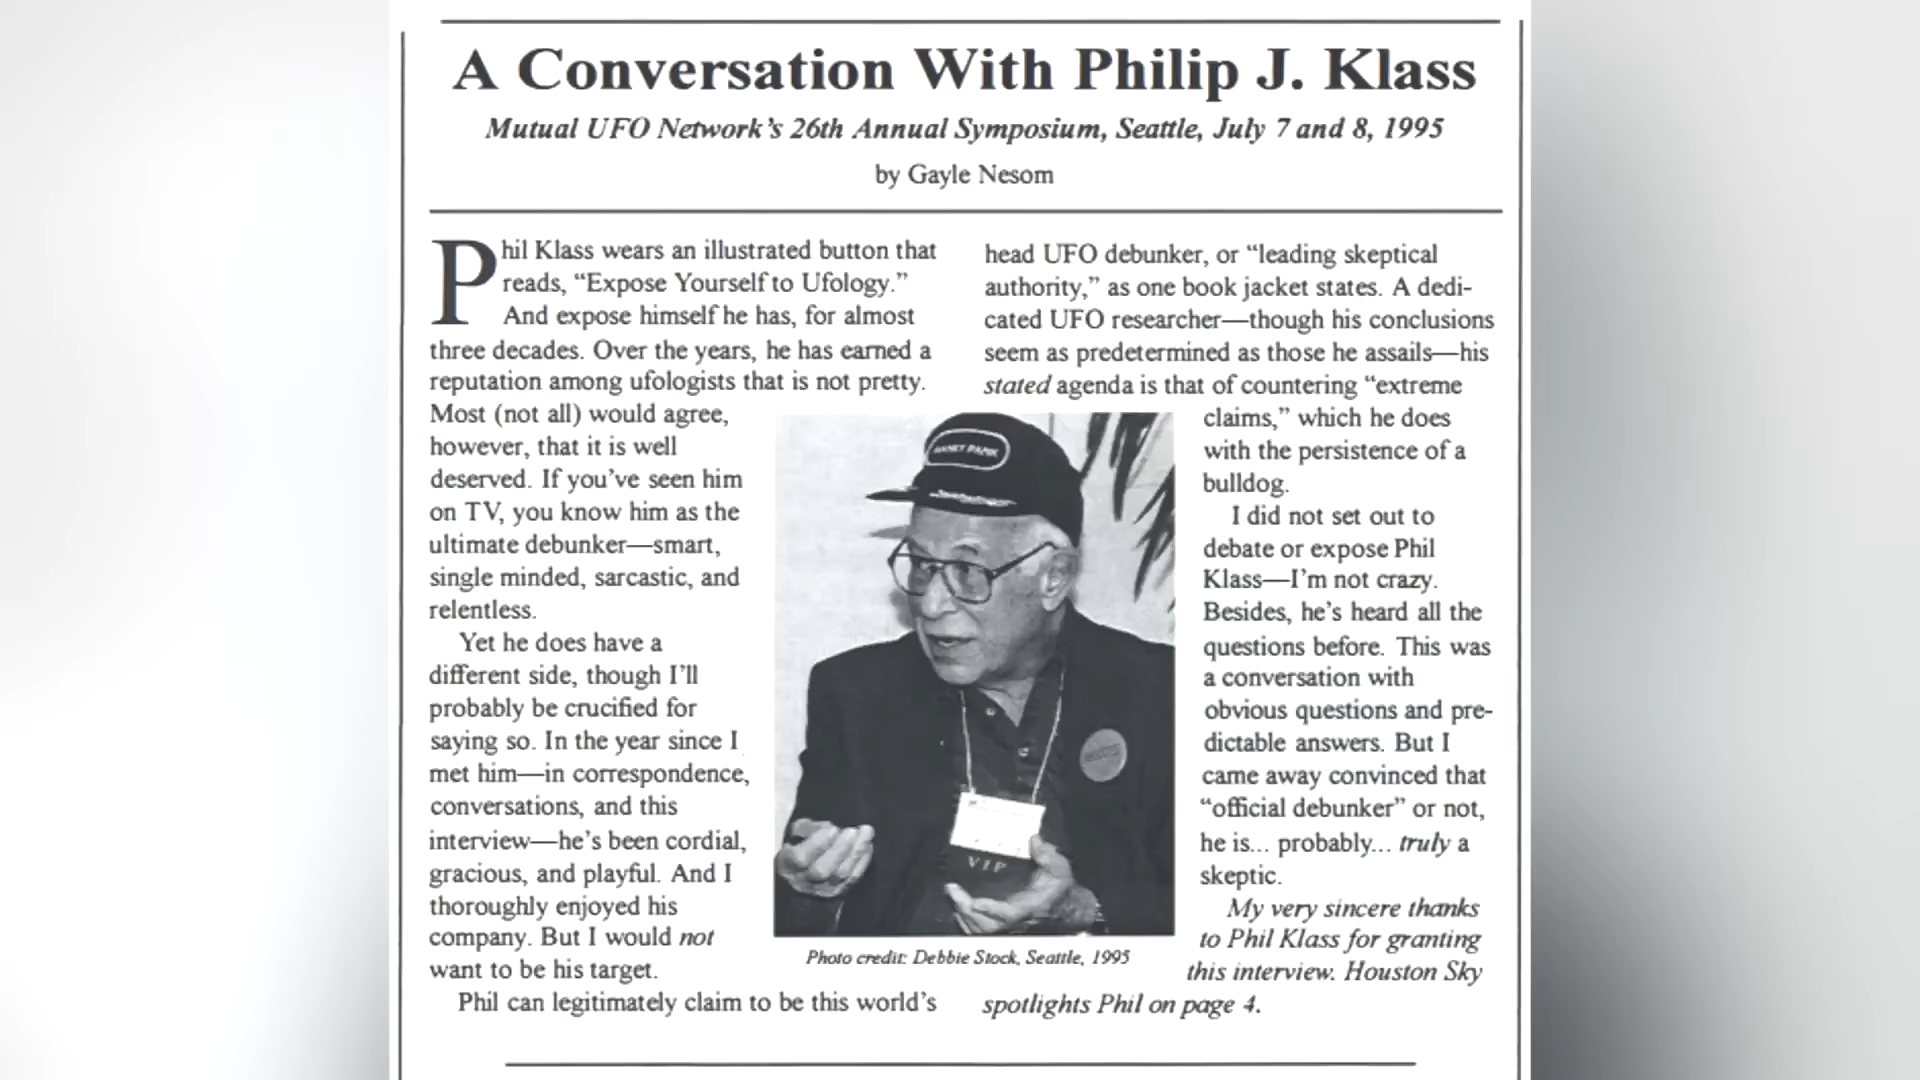 A Conversation With Philip J. Klass
Mutual UFO Network's 26th Annual Symposium, Seattle, July 7 and 8, 1995
by Gayle Nesom
Phil Klass wears an illustrated button that
reads, “Expose Yourself to Ufology.”
And expose himself he has, for almost
three decades. Over the years, he has earned a
reputation among ufologists that is not pretty.
Most (not all) would agree,
however, that it is well
deserved. If you've seen him
on TV, you know him as the
ultimate debunker—smart,
single minded, sarcastic, and
relentless.
Yet he does have a
different side, though I'll
probably be crucified for
saying so. In the year since I
met him—in correspondence,
conversations, and this
interview—he's been cordial,
gracious, and playful. And I
thoroughly enjoyed his
company. But I would not
want to be his target.
Phil can legitimately claim to be this world's
head UFO debunker, or “leading skeptical
authority,” as one book jacket states. A dedi-
cated UFO researcher—though his conclusions
seem as predetermined as those he assails—his
stated agenda is that of countering “extreme
claims,” which he does
with the persistence of a
bulldog.
I did not set out to
debate or expose Phil
Klass—I'm not crazy.
Besides, he's heard all the
questions before. This was
a conversation with
obvious questions and pre-
dictable answers. But I
came away convinced that
“official debunker” or not,
he is... probably... truly a
skeptic.
My very sincere thanks
to Phil Klass for granting
this interview. Houston Sky
spotlights Phil on page 4.
VIP
Photo credit: Debbie Stock, Seattle, 1995